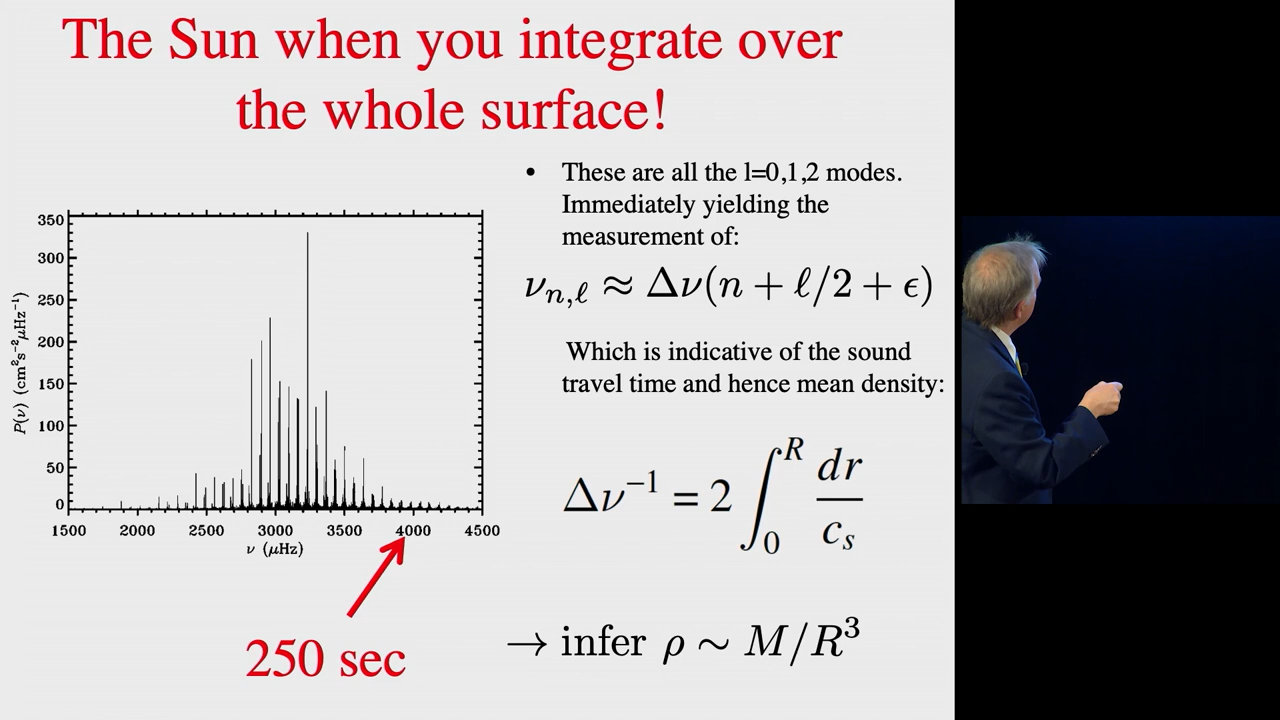 The Sun when you integrate over
the whole surface!
• These are all the l=0,1,2 modes.
Immediately yielding the
measurement of:
ν_{n,ℓ} ≈ Δν(n + ℓ/2 + ϵ)
Which is indicative of the sound
travel time and hence mean density:
Δν⁻¹ = 2 ∫₀ᴿ dr/c_s
→ infer ρ ∼ M/R³
P(ν) (cm²s⁻²μHz⁻¹)
350
300
250
200
150
100
50
0
1500 2000 2500 3000 3500 4000 4500
ν (μHz)
250 sec